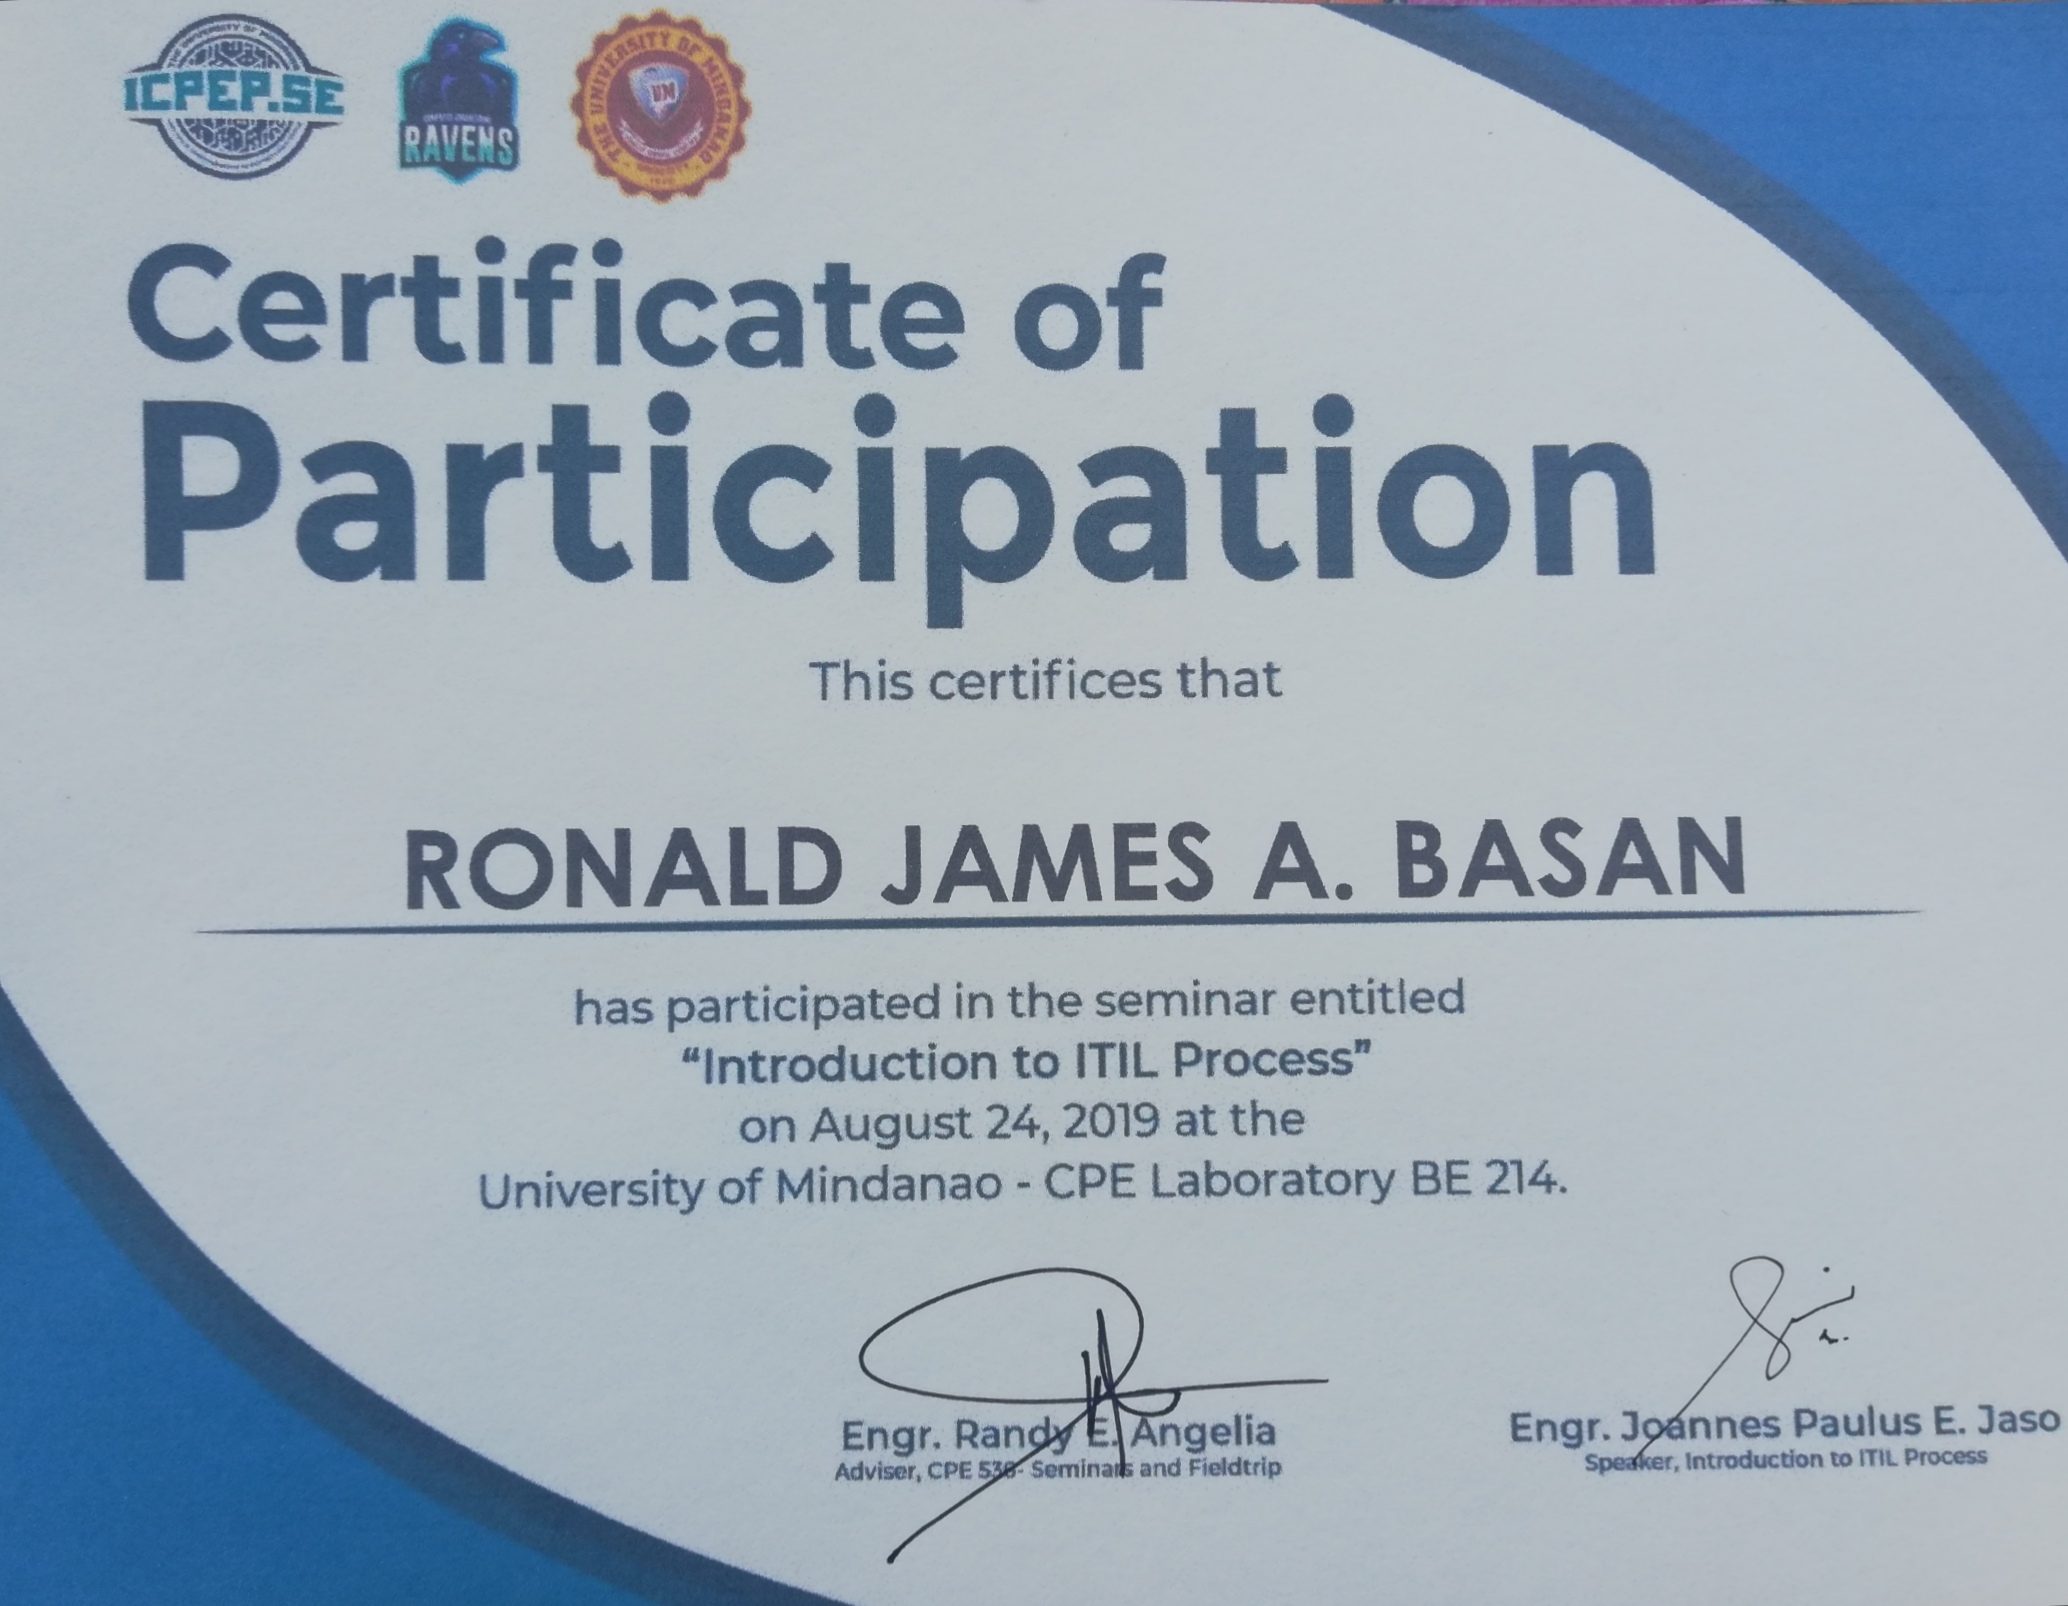 ICPEP.SE
RAVENS
THE UNIVERSITY OF MINDANAO
UM
Certificate of
Participation
This certifices that
RONALD JAMES A. BASAN
has participated in the seminar entitled
“Introduction to ITIL Process”
on August 24, 2019 at the
University of Mindanao - CPE Laboratory BE 214.
Engr. Randy E. Angelia
Engr. Joannes Paulus E. Jaso
Adviser, CPE 536- Seminars and Fieldtrip
Speaker, Introduction to ITIL Process